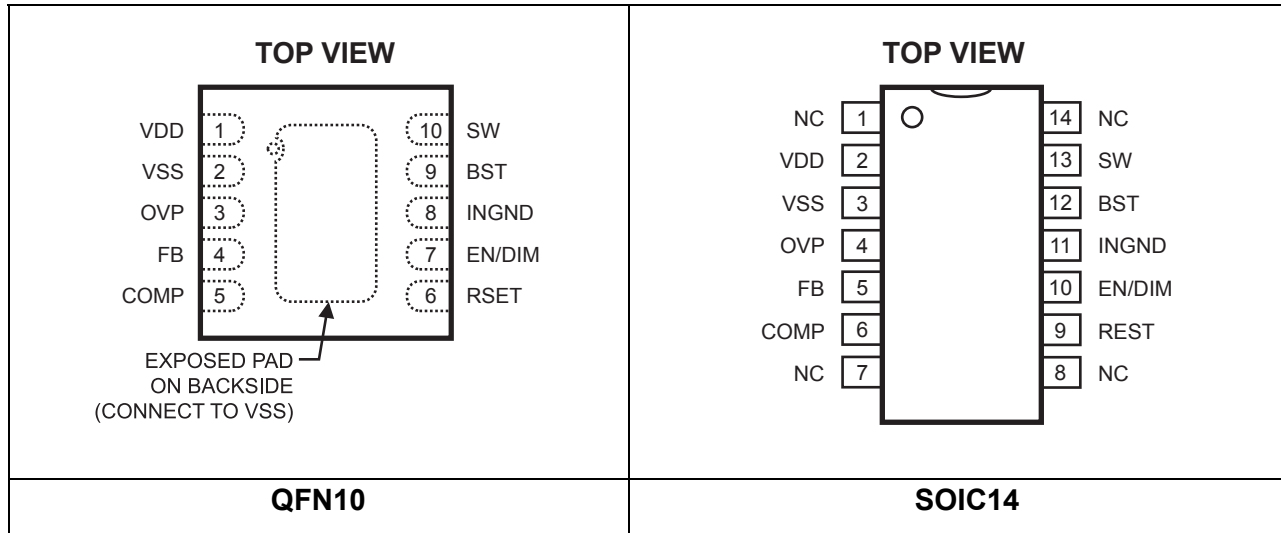 TOP VIEW
VDD 1
VSS 2
OVP 3
FB 4
COMP 5
10 SW
9 BST
8 INGND
7 EN/DIM
6 RSET
EXPOSED PAD
ON BACKSIDE
(CONNECT TO VSS)
QFN10
TOP VIEW
NC 1
VDD 2
VSS 3
OVP 4
FB 5
COMP 6
NC 7
14 NC
13 SW
12 BST
11 INGND
10 EN/DIM
9 REST
8 NC
SOIC14